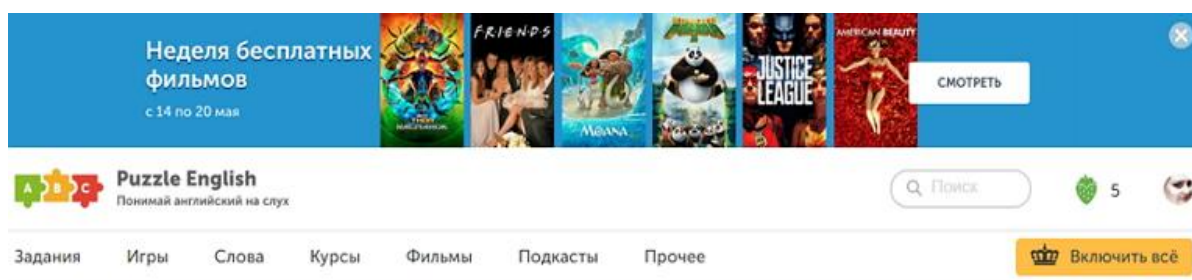 Неделя бесплатных
фильмов
с 14 по 20 мая
FRIENDS
MOANA
JUSTICE
LEAGUE
AMERICAN BEAUTY
СМОТРЕТЬ
A B C
Puzzle English
Понимай английский на слух
Поиск
5
Задания Игры Слова Курсы Фильмы Подкасты Прочее
Включить всё